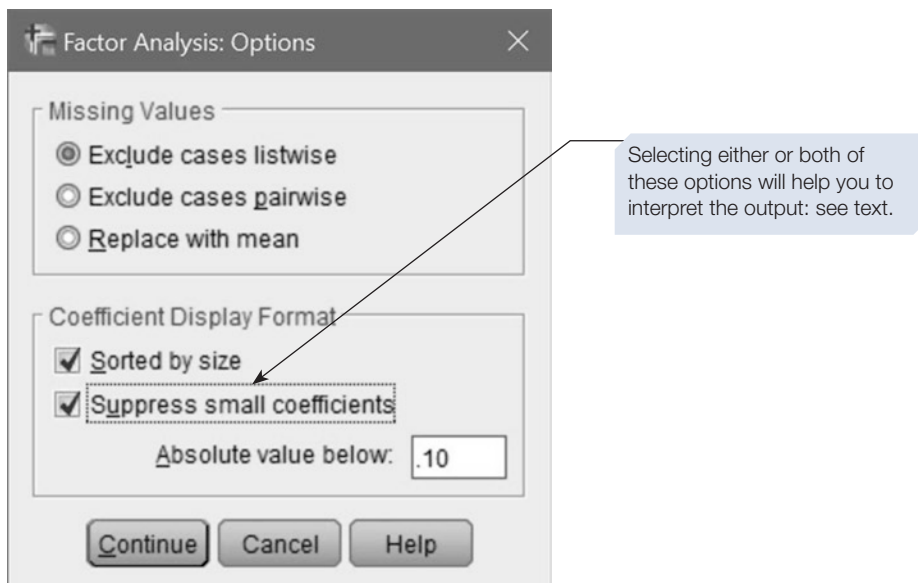 Factor Analysis: Options
Missing Values
Exclude cases listwise
Exclude cases pairwise
Replace with mean
Coefficient Display Format
Sorted by size
Suppress small coefficients
Absolute value below: .10
Continue Cancel Help
Selecting either or both of
these options will help you to
interpret the output: see text.